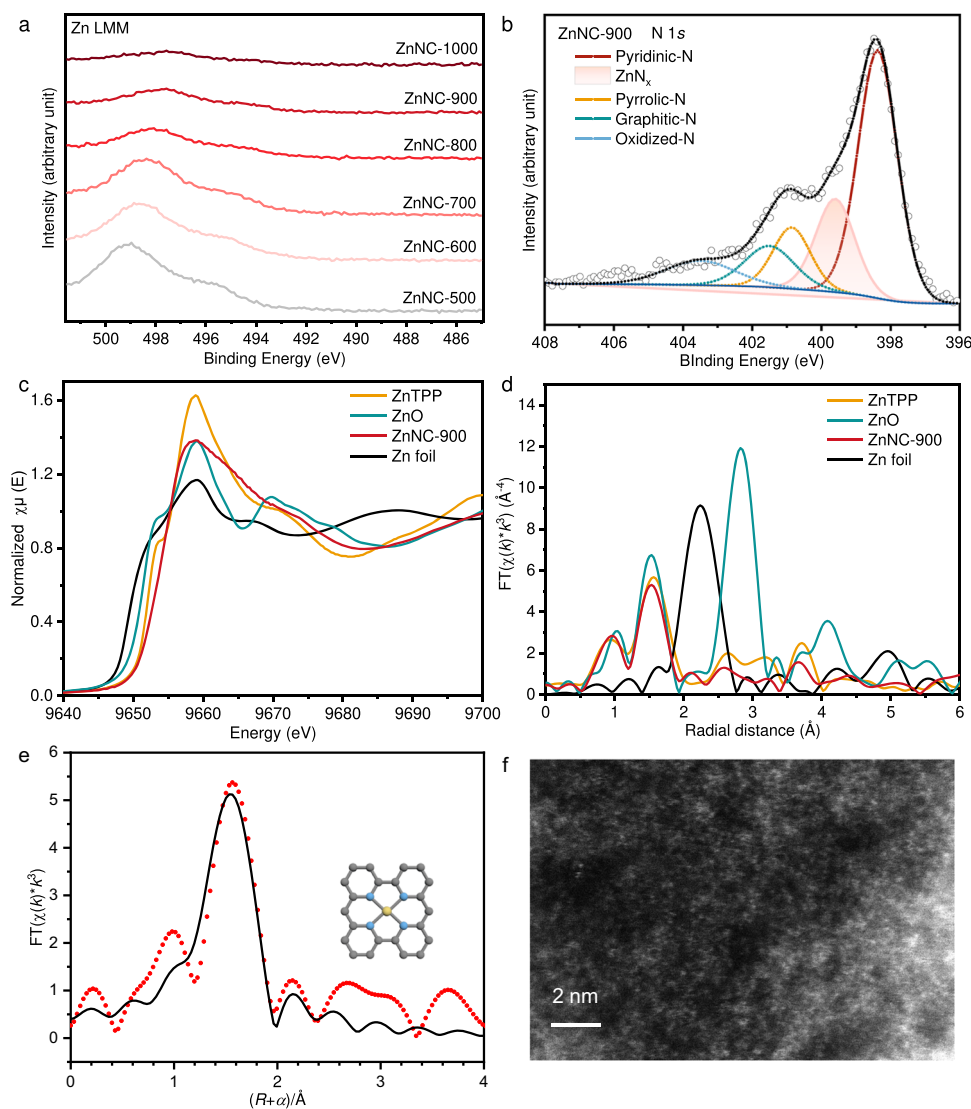 a
Zn LMM
ZnNC-1000
ZnNC-900
ZnNC-800
ZnNC-700
ZnNC-600
ZnNC-500
Intensity (arbitrary unit)
500 498 496 494 492 490 488 486
Binding Energy (eV)
b
ZnNC-900 N 1s
Pyridinic-N
ZnNx
Pyrrolic-N
Graphitic-N
Oxidized-N
Intensity (arbitrary unit)
408 406 404 402 400 398 396
BInding Energy (eV)
c
ZnTPP
ZnO
ZnNC-900
Zn foil
Normalized χμ (E)
1.6
1.2
0.8
0.4
0.0
9640 9650 9660 9670 9680 9690 9700
Energy (eV)
d
ZnTPP
ZnO
ZnNC-900
Zn foil
FT(χ(k)*k³) (Å⁻⁴)
14
12
10
8
6
4
2
0
0 1 2 3 4 5 6
Radial distance (Å)
e
FT(χ(k)*k³)
6
5
4
3
2
1
0
0 1 2 3 4
(R+α)/Å
f
2 nm